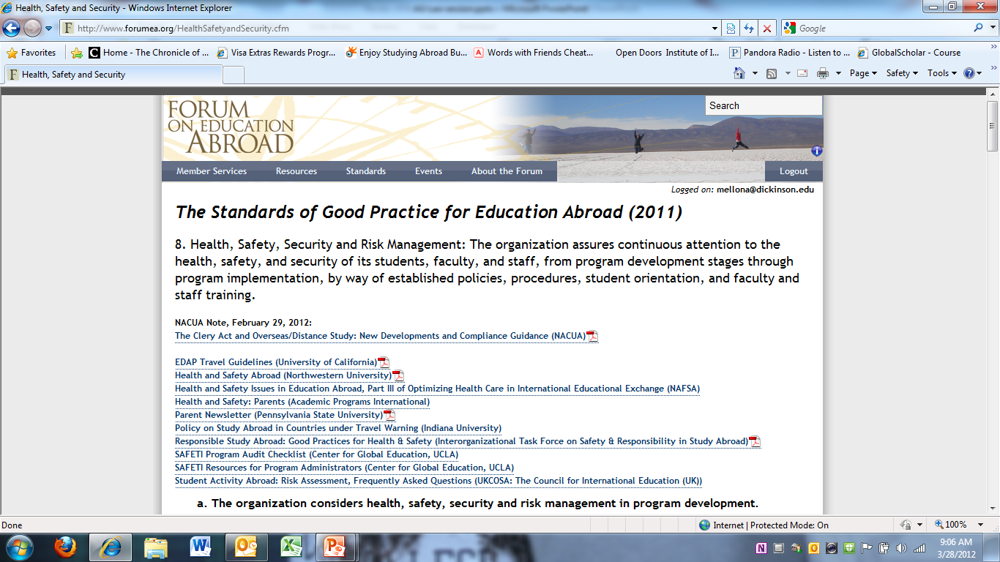 Health, Safety and Security - Windows Internet Explorer
http://www.forumea.org/HealthSafetyandSecurity.cfm
Google
Favorites
Home - The Chronicle of ...
Visa Extras Rewards Progr...
Enjoy Studying Abroad Bu...
Words with Friends Cheat...
Open Doors Institute of I...
Pandora Radio - Listen to ...
GlobalScholar - Course
Health, Safety and Security
Page
Safety
Tools
FORUM
ON EDUCATION
ABROAD
Search
Member Services
Resources
Standards
Events
About the Forum
Logout
Logged on: mellona@dickinson.edu
The Standards of Good Practice for Education Abroad (2011)
8. Health, Safety, Security and Risk Management: The organization assures continuous attention to the
health, safety, and security of its students, faculty, and staff, from program development stages through
program implementation, by way of established policies, procedures, student orientation, and faculty and
staff training.
NACUA Note, February 29, 2012:
The Clery Act and Overseas/Distance Study: New Developments and Compliance Guidance (NACUA)
EDAP Travel Guidelines (University of California)
Health and Safety Abroad (Northwestern University)
Health and Safety Issues in Education Abroad, Part III of Optimizing Health Care in International Educational Exchange (NAFSA)
Health and Safety: Parents (Academic Programs International)
Parent Newsletter (Pennsylvania State University)
Policy on Study Abroad in Countries under Travel Warning (Indiana University)
Responsible Study Abroad: Good Practices for Health & Safety (Interorganizational Task Force on Safety & Responsibility in Study Abroad)
SAFETI Program Audit Checklist (Center for Global Education, UCLA)
SAFETI Resources for Program Administrators (Center for Global Education, UCLA)
Student Activity Abroad: Risk Assessment, Frequently Asked Questions (UKCOSA: The Council for International Education (UK))
a. The organization considers health, safety, security and risk management in program development.
Done
Internet | Protected Mode: On
100%
9:06 AM
3/28/2012